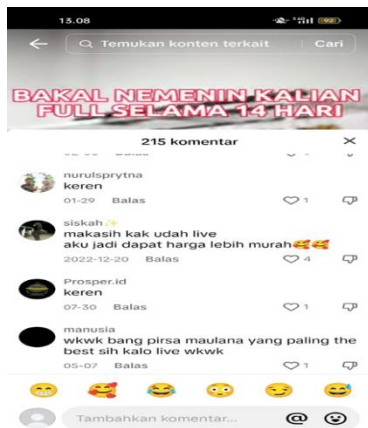 13.08
92
Temukan konten terkait
Cari
BAKAL NEMENIN KALIAN
FULL SELAMA 14 HARI
215 komentar
nurulsprytna
keren
01-29 Balas
1
siskah
makasih kak udah live
aku jadi dapat harga lebih murah
2022-12-20 Balas
4
Prosper.id
keren
07-30 Balas
1
manusia
wkwk bang pirsa maulana yang paling the
best sih kalo live wkwk
05-07 Balas
1
Tambahkan komentar...
@